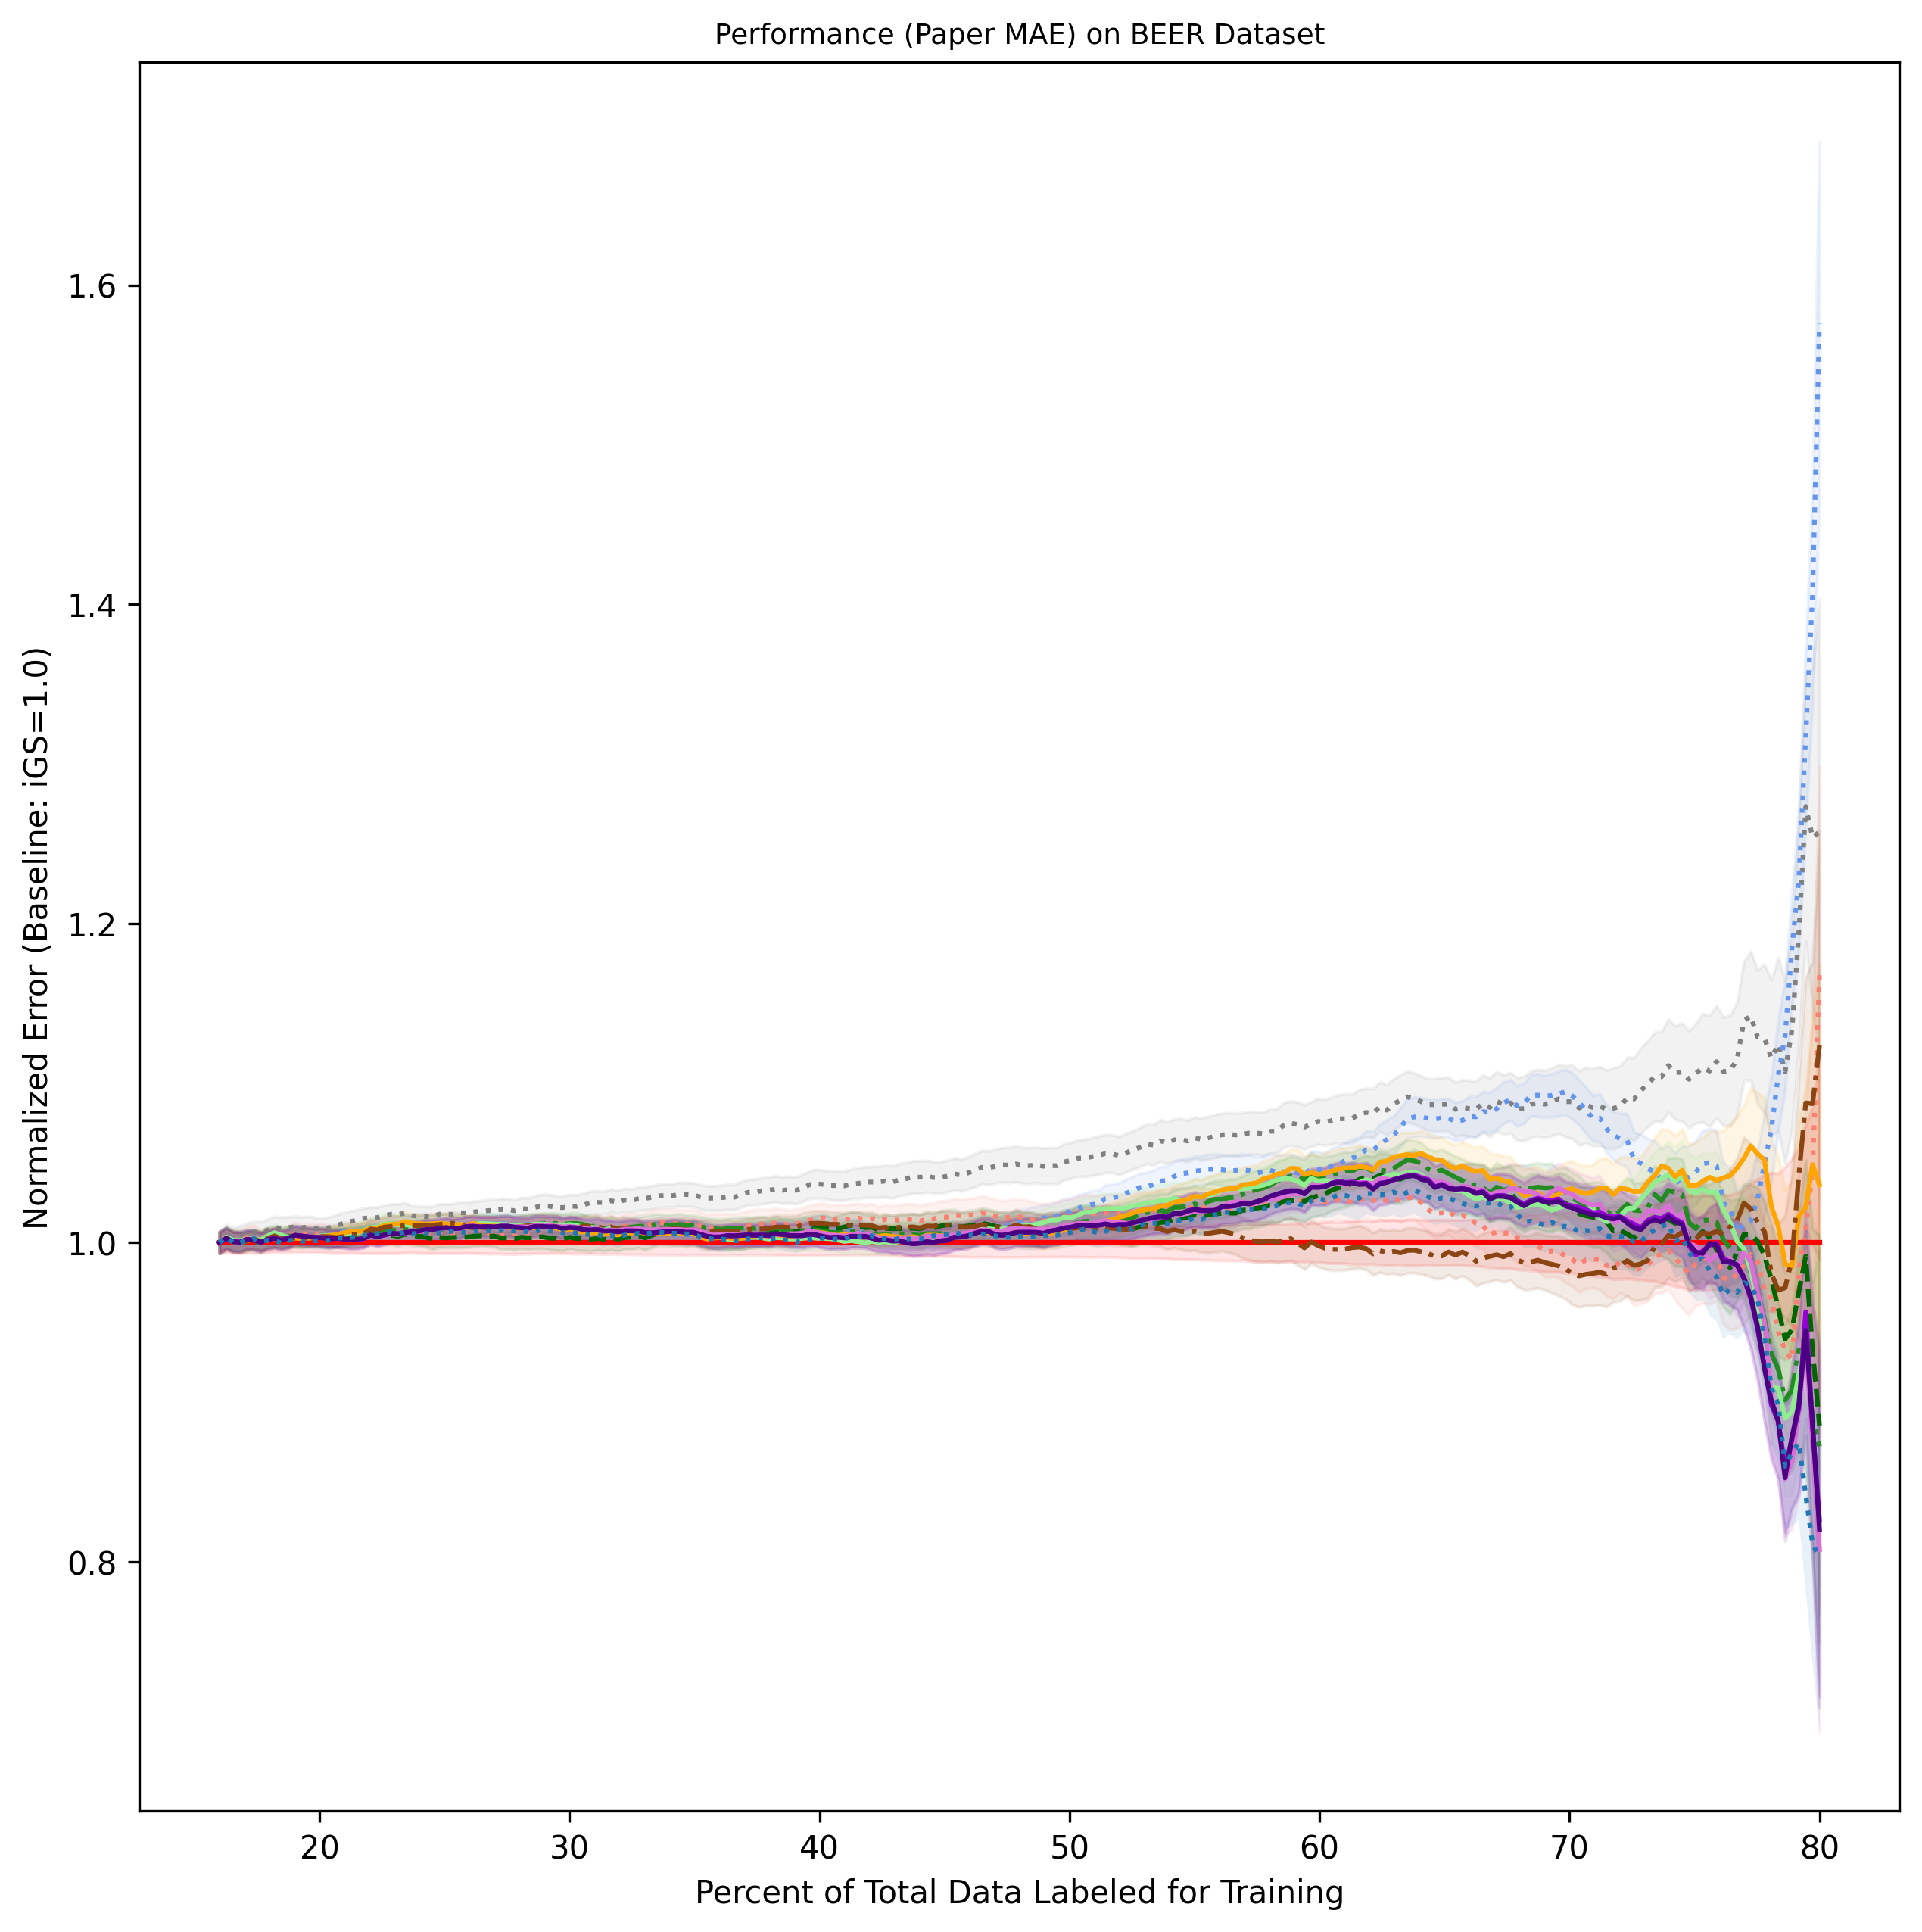 Performance (Paper MAE) on BEER Dataset
Normalized Error (Baseline: iGS=1.0)
1.6
1.4
1.2
1.0
0.8
20 30 40 50 60 70 80
Percent of Total Data Labeled for Training